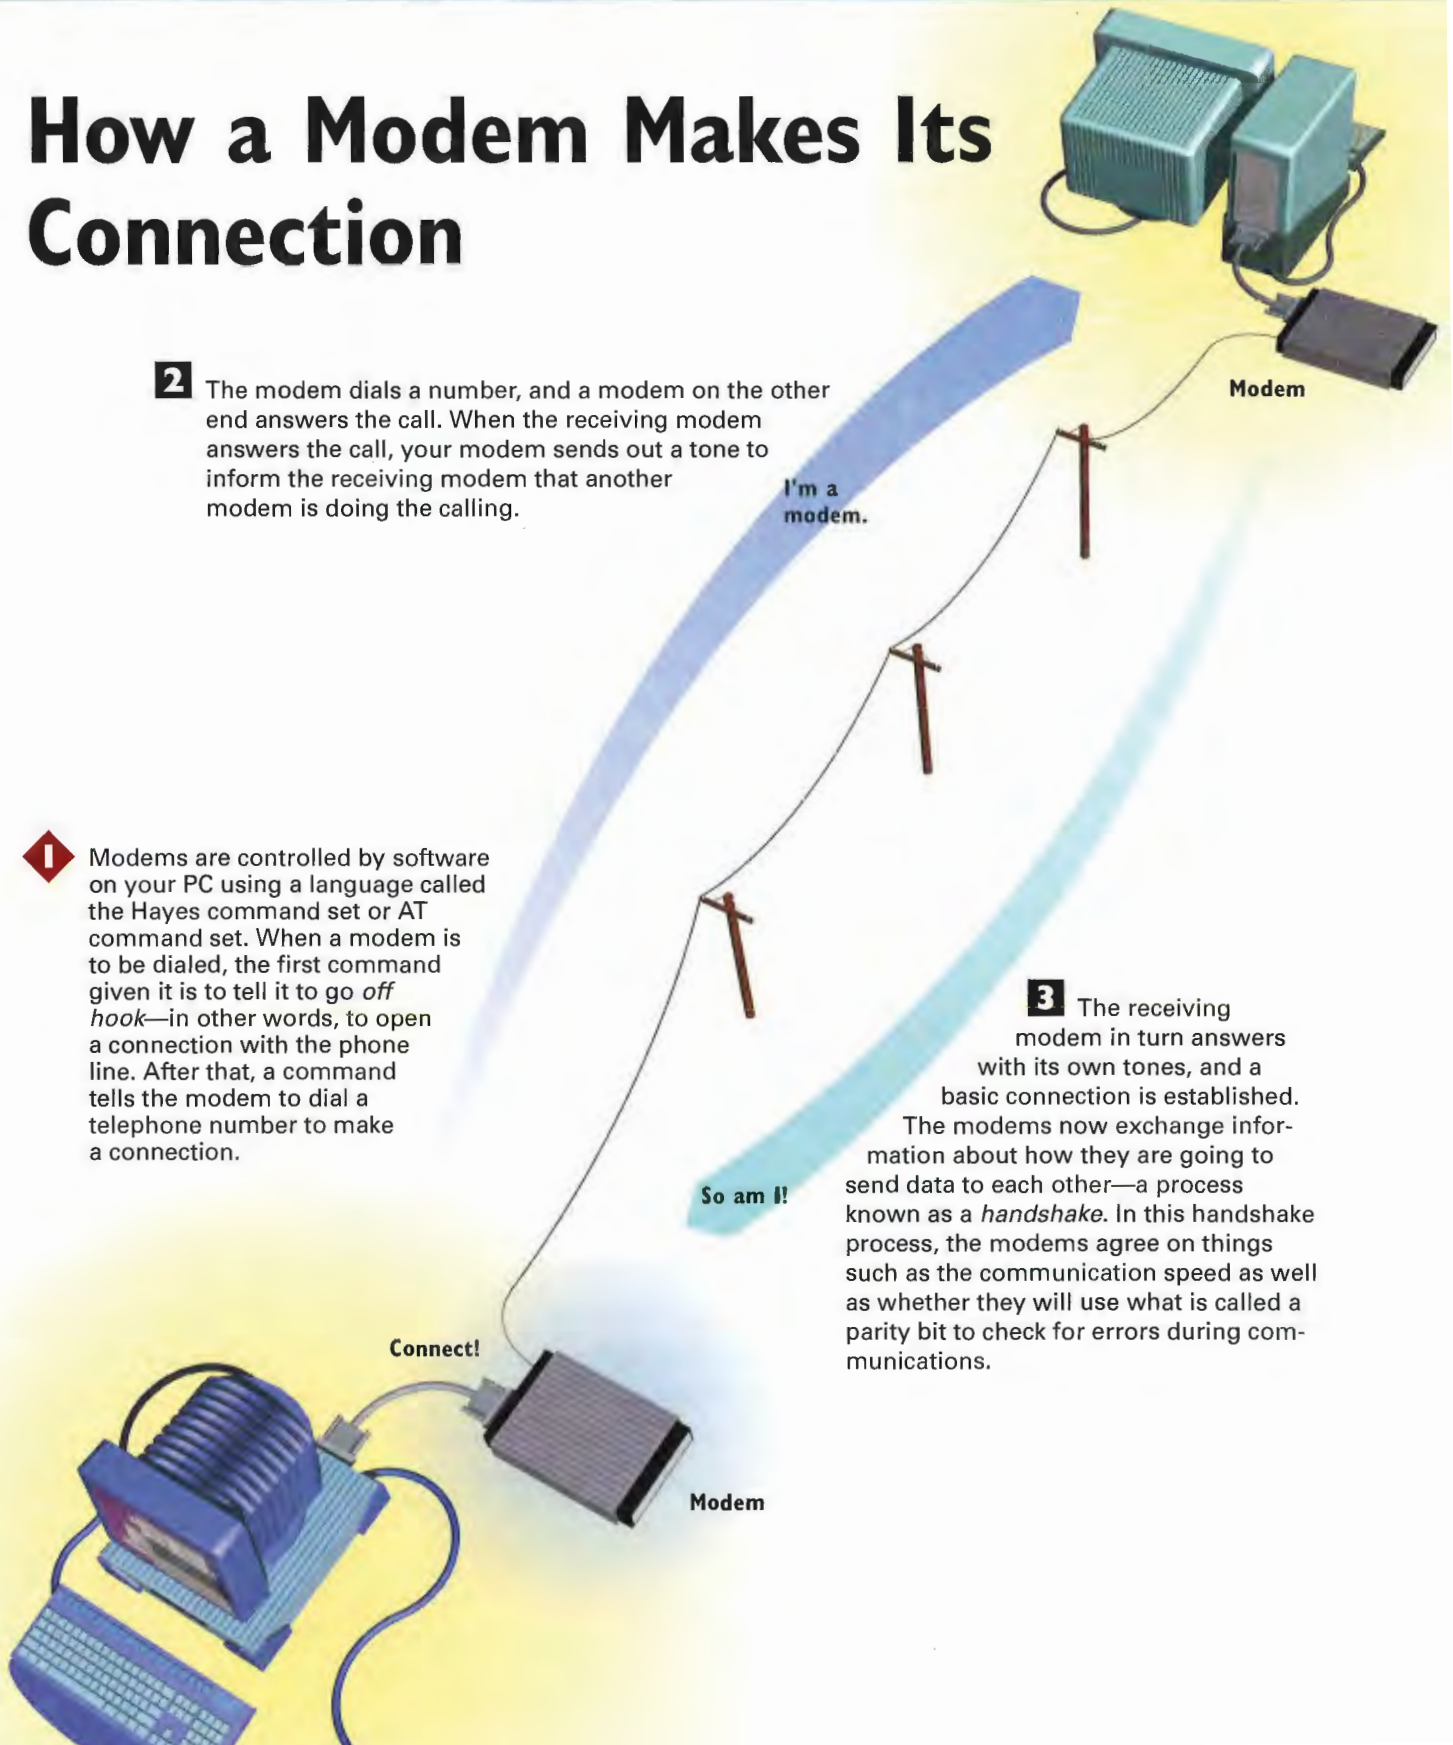 How a Modem Makes Its
Connection
2 The modem dials a number, and a modem on the other
end answers the call. When the receiving modem
answers the call, your modem sends out a tone to
inform the receiving modem that another
modem is doing the calling.
I'm a
modem.
Modem
1 Modems are controlled by software
on your PC using a language called
the Hayes command set or AT
command set. When a modem is
to be dialed, the first command
given it is to tell it to go off
hook—in other words, to open
a connection with the phone
line. After that, a command
tells the modem to dial a
telephone number to make
a connection.
3 The receiving
modem in turn answers
with its own tones, and a
basic connection is established.
The modems now exchange infor-
mation about how they are going to
send data to each other—a process
known as a handshake. In this handshake
process, the modems agree on things
such as the communication speed as well
as whether they will use what is called a
parity bit to check for errors during com-
munications.
So am I!
Connect!
Modem